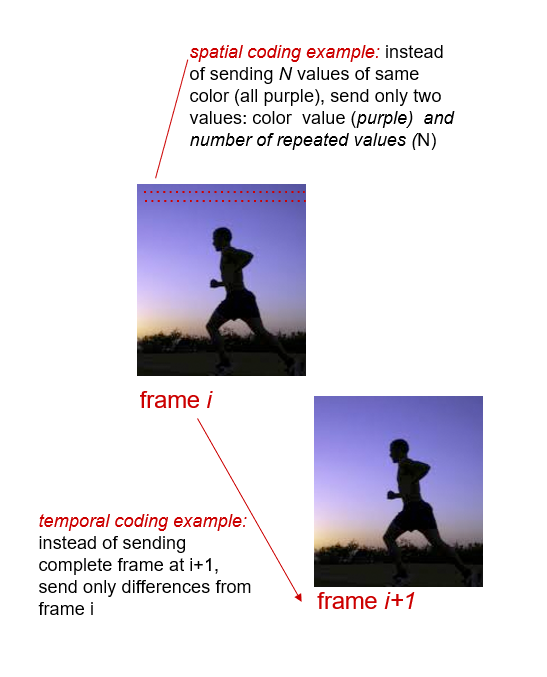 spatial coding example: instead
of sending N values of same
color (all purple), send only two
values: color value (purple) and
number of repeated values (N)
frame i
temporal coding example:
instead of sending
complete frame at i+1,
send only differences from
frame i
frame i+1